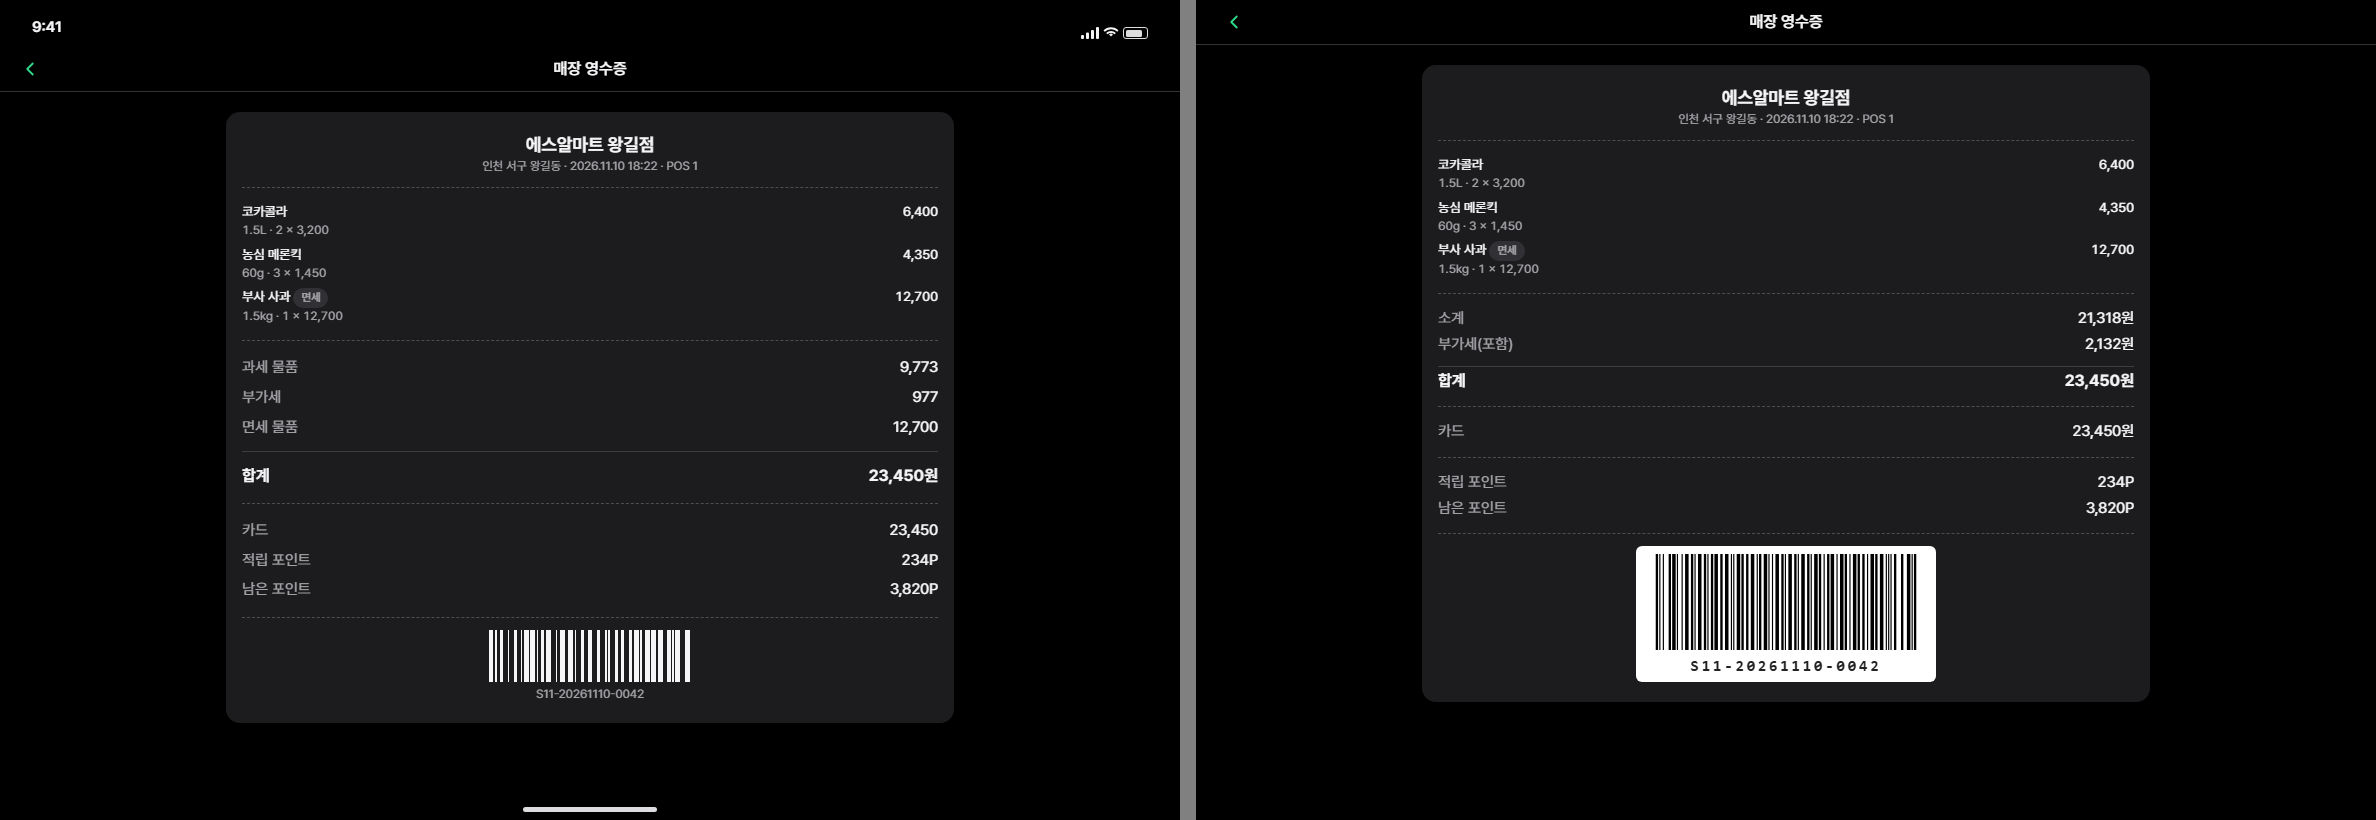 9:41
매장 영수증
에스알마트 왕길점
인천 서구 왕길동 · 2026.11.10 18:22 · POS 1
코카콜라 6,400
1.5L · 2 × 3,200
농심 메론킥 4,350
60g · 3 × 1,450
부사 사과 면세 12,700
1.5kg · 1 × 12,700
과세 물품 9,773
부가세 977
면세 물품 12,700
합계 23,450원
카드 23,450
적립 포인트 234P
남은 포인트 3,820P
S11-20261110-0042
매장 영수증
에스알마트 왕길점
인천 서구 왕길동 · 2026.11.10 18:22 · POS 1
코카콜라 6,400
1.5L · 2 × 3,200
농심 메론킥 4,350
60g · 3 × 1,450
부사 사과 면세 12,700
1.5kg · 1 × 12,700
소계 21,318원
부가세(포함) 2,132원
합계 23,450원
카드 23,450원
적립 포인트 234P
남은 포인트 3,820P
S11-20261110-0042